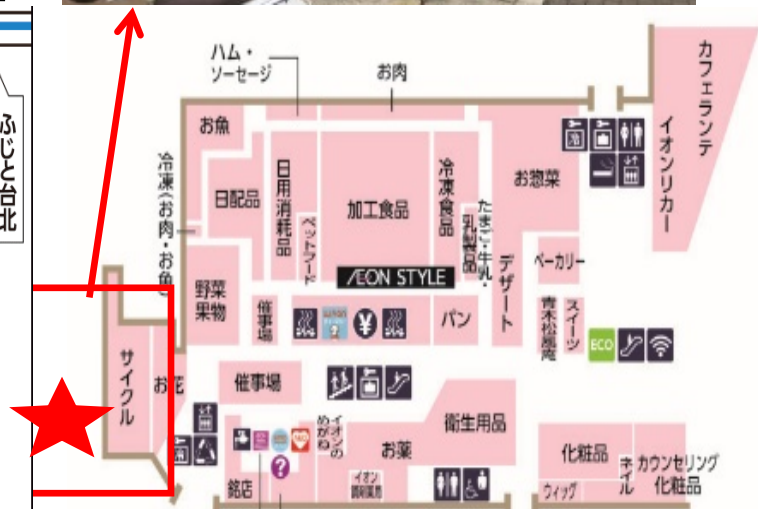 ハム・
ソーセージ
お肉
カフェランテ
イオンリカー
ふじと台北
お魚
冷凍(お肉・お魚)
日配品
日用消耗品
ペットフード
加工食品
冷凍食品
たまご・牛乳・
乳製品
お惣菜
デザート
ベーカリー
ÆON STYLE
野菜
果物
催事場
¥
パン
青木松風庵
スイーツ
ECO
サイクル
お花
催事場
イオンの
めがね
お薬
衛生用品
?
銘店
イオン
調剤薬局
化粧品
ネイル
カウンセリング
化粧品
ウィッグ